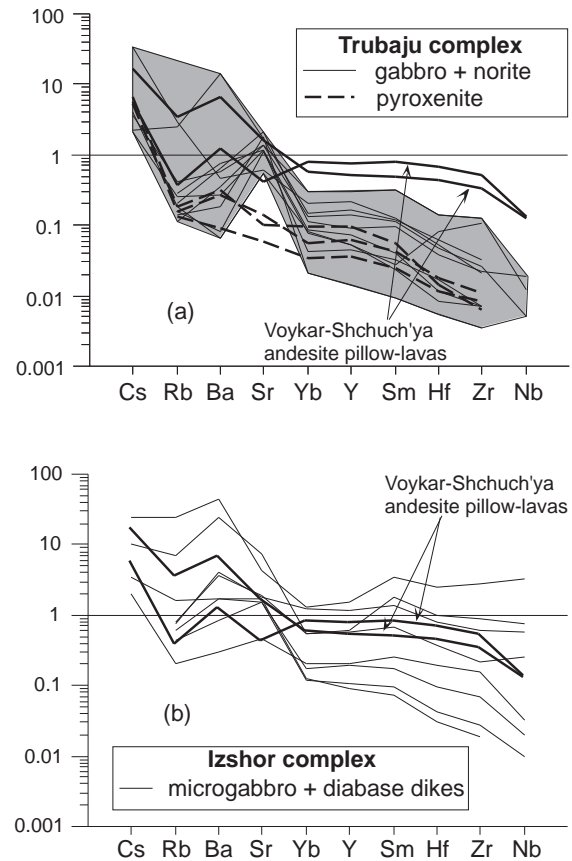 100
Trubaju complex
gabbro + norite
pyroxenite
10
1
0.1
0.01
0.001
(a)
Voykar-Shchuch'ya
andesite pillow-lavas
Cs Rb Ba Sr Yb Y Sm Hf Zr Nb
100
Voykar-Shchuch'ya
andesite pillow-lavas
10
1
0.1
0.01
0.001
(b)
Izshor complex
microgabbro + diabase dikes
Cs Rb Ba Sr Yb Y Sm Hf Zr Nb